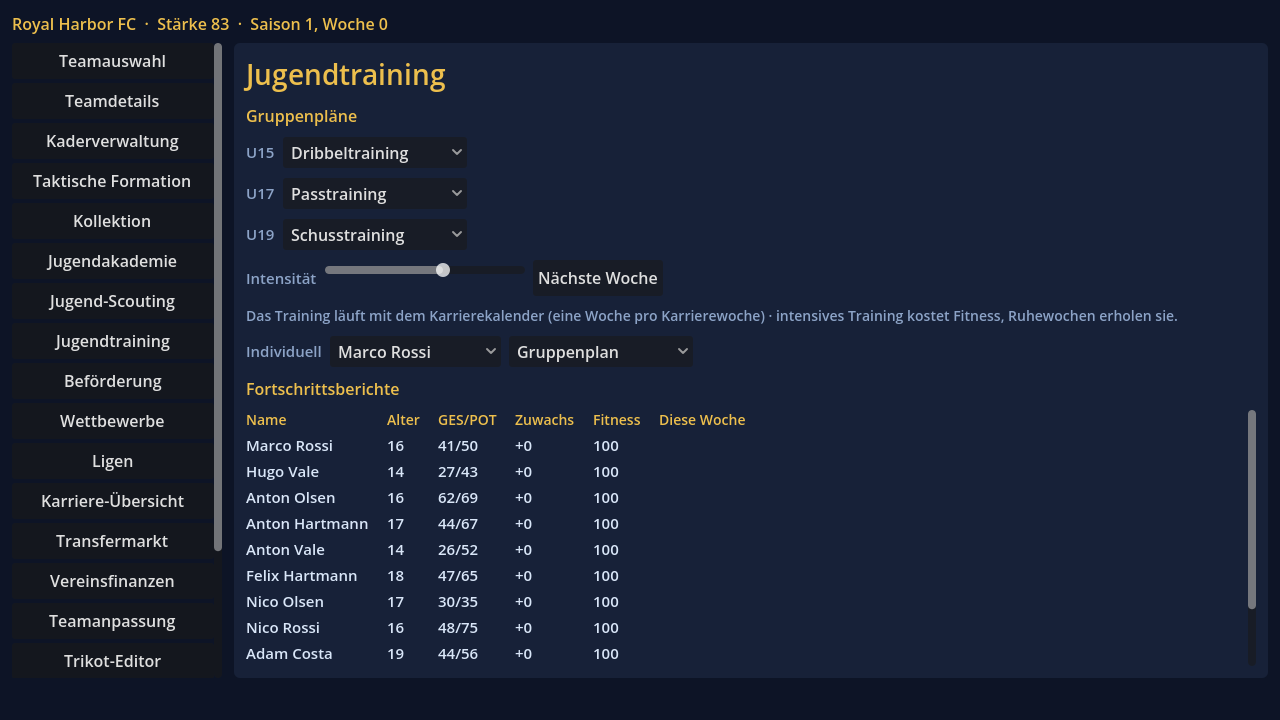 Royal Harbor FC · Stärke 83 · Saison 1, Woche 0
Teamauswahl
Teamdetails
Kaderverwaltung
Taktische Formation
Kollektion
Jugendakademie
Jugend-Scouting
Jugendtraining
Beförderung
Wettbewerbe
Ligen
Karriere-Übersicht
Transfermarkt
Vereinsfinanzen
Teamanpassung
Trikot-Editor
Jugendtraining
Gruppenpläne
U15 Dribbeltraining
U17 Passtraining
U19 Schusstraining
Intensität Nächste Woche
Das Training läuft mit dem Karrierekalender (eine Woche pro Karrierewoche) · intensives Training kostet Fitness, Ruhewochen erholen sie.
Individuell Marco Rossi Gruppenplan
Fortschrittsberichte
Name Alter GES/POT Zuwachs Fitness Diese Woche
Marco Rossi 16 41/50 +0 100
Hugo Vale 14 27/43 +0 100
Anton Olsen 16 62/69 +0 100
Anton Hartmann 17 44/67 +0 100
Anton Vale 14 26/52 +0 100
Felix Hartmann 18 47/65 +0 100
Nico Olsen 17 30/35 +0 100
Nico Rossi 16 48/75 +0 100
Adam Costa 19 44/56 +0 100